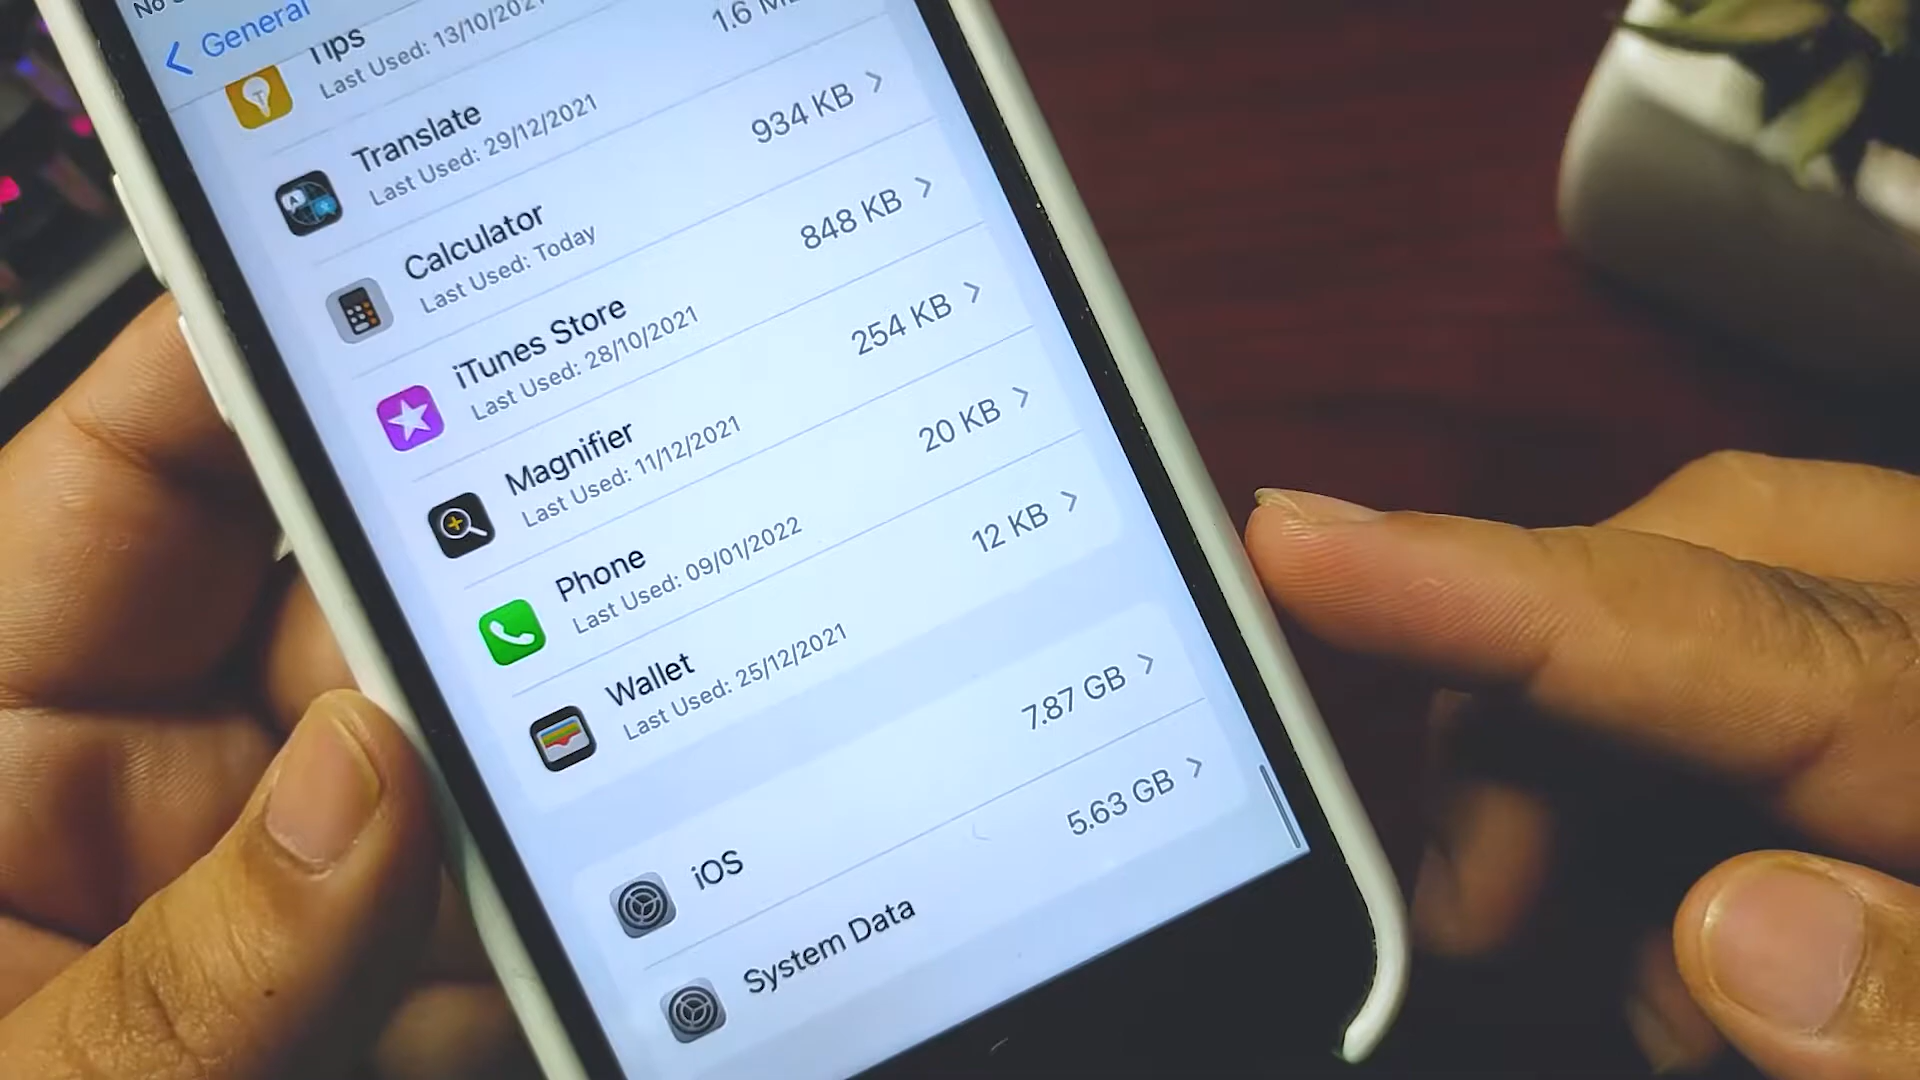 No
General
Tips
Last Used: 13/10/2021
Translate
1.6
Last Used: 29/12/2021
Calculator
934 KB
Last Used: Today
iTunes Store
848 KB
Last Used: 28/10/2021
Magnifier
254 KB
Last Used: 11/12/2021
Phone
20 KB
Last Used: 09/01/2022
Wallet
12 KB
Last Used: 25/12/2021
iOS
7.87 GB
System Data
5.63 GB